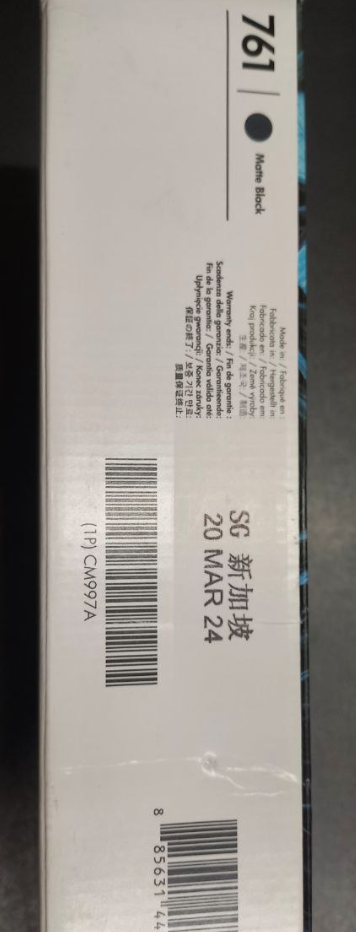 761
Matte Black
Made in: / Fabriqué en :
Fabbricato in: / Hergestellt in:
Fabricado en: / Fabricado em:
Kraj produkcji: / Země výroby:
生産: / 제조국: / 制造
Warranty ends: / Fin de garantie :
Scadenza della garanzia: / Garantieende:
Fin de la garantía: / Garantia válida até:
Upłynięcie gwarancji: / Konec záruky:
保証の終了: / 보증 기간 만료:
质量保证终止:
SG 新加坡
20 MAR 24
(1P) CM997A
8 85631 44